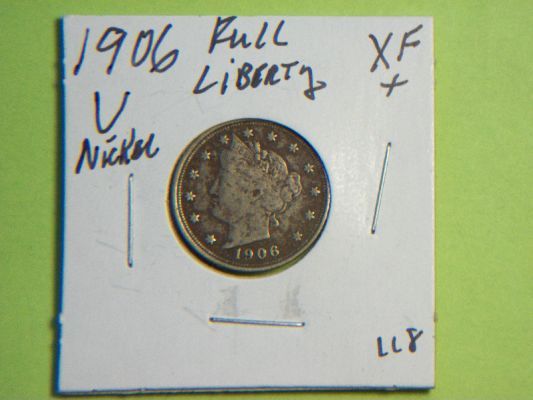 1906 Full XF
V LIBERTY +
NICKEL
1906
LL8